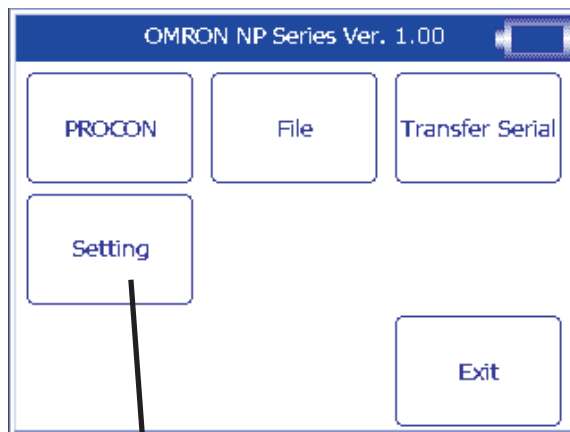 OMRON NP Series Ver. 1.00
PROCON
File
Transfer Serial
Setting
Exit